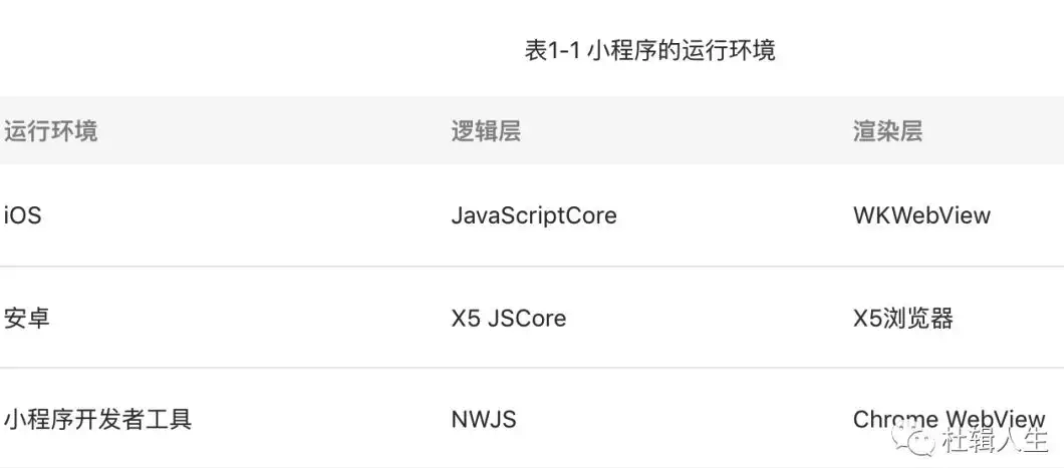 表1-1 小程序的运行环境
运行环境 逻辑层 渲染层
iOS JavaScriptCore WKWebView
安卓 X5 JSCore X5浏览器
小程序开发者工具 NWJS Chrome WebView
杜辑人生